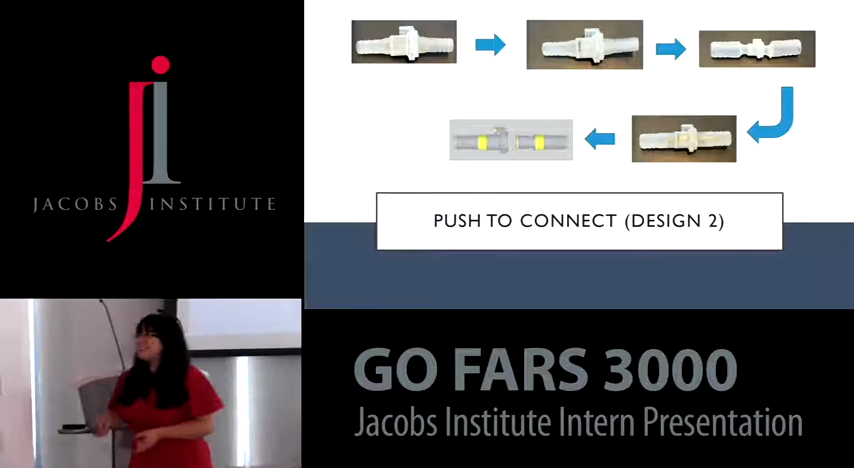 JACOBS INSTITUTE
PUSH TO CONNECT (DESIGN 2)
GO FARS 3000
Jacobs Institute Intern Presentation